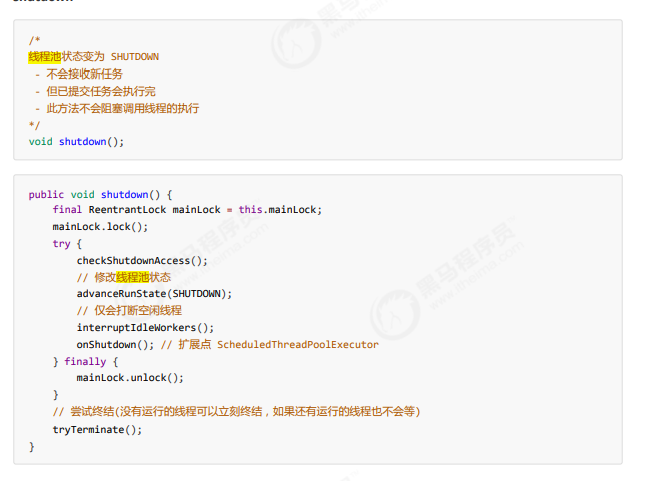 /*
线程池状态变为 SHUTDOWN
- 不会接收新任务
- 但已提交任务会执行完
- 此方法不会阻塞调用线程的执行
*/
void shutdown();
public void shutdown() {
final ReentrantLock mainLock = this.mainLock;
mainLock.lock();
try {
checkShutdownAccess();
// 修改线程池状态
advanceRunState(SHUTDOWN);
// 仅会打断空闲线程
interruptIdleWorkers();
onShutdown(); // 扩展点 ScheduledThreadPoolExecutor
} finally {
mainLock.unlock();
}
// 尝试终结(没有运行的线程可以立刻终结，如果还有运行的线程也不会等)
tryTerminate();
}
黑马程序员